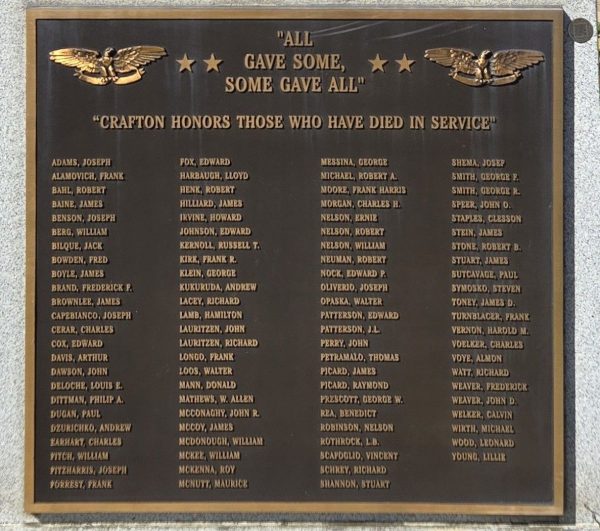 "ALL
GAVE SOME,
SOME GAVE ALL"
"CRAFTON HONORS THOSE WHO HAVE DIED IN SERVICE"
ADAMS, JOSEPH
ALAMOVICH, FRANK
BAHL, ROBERT
BAINE, JAMES
BENSON, JOSEPH
BERG, WILLIAM
BILQUE, JACK
BOWDEN, FRED
BOYLE, JAMES
BRAND, FREDERICK F.
BROWNLEE, JAMES
CAPEBIANCO, JOSEPH
CERAR, CHARLES
COX, EDWARD
DAVIS, ARTHUR
DAWSON, JOHN
DELOCHE, LOUIS E.
DITTMAN, PHILIP A.
DUGAN, PAUL
DZURICHKO, ANDREW
EARHART, CHARLES
FITCH, WILLIAM
FITZHARRIS, JOSEPH
FORREST, FRANK
FOX, EDWARD
HARBAUGH, LLOYD
HENK, ROBERT
HILLIARD, JAMES
IRVINE, HOWARD
JOHNSON, EDWARD
KERNOLL, RUSSELL T.
KIRK, FRANK R.
KLEIN, GEORGE
KUKURUDA, ANDREW
LACEY, RICHARD
LAMB, HAMILTON
LAURITZEN, JOHN
LAURITZEN, RICHARD
LONGO, FRANK
LOOS, WALTER
MANN, DONALD
MATHEWS, W. ALLEN
MCCONAGHY, JOHN R.
MCCOY, JAMES
MCDONOUGH, WILLIAM
MCKEE, WILLIAM
MCKENNA, ROY
MCNUTT, MAURICE
MESSINA, GEORGE
MICHAEL, ROBERT A.
MOORE, FRANK HARRIS
MORGAN, CHARLES H.
NELSON, ERNIE
NELSON, ROBERT
NELSON, WILLIAM
NEUMAN, ROBERT
NOCK, EDWARD P.
OLIVERIO, JOSEPH
OPASKA, WALTER
PATTERSON, EDWARD
PATTERSON, J.L.
PERRY, JOHN
PETRAMALO, THOMAS
PICARD, JAMES
PICARD, RAYMOND
PRESCOTT, GEORGE W.
REA, BENEDICT
ROBINSON, NELSON
ROTHROCK, L.B.
SCAFOGLIO, VINCENT
SCHREY, RICHARD
SHANNON, STUART
SHEMA, JOSEF
SMITH, GEORGE F.
SMITH, GEORGE R.
SPEER, JOHN O.
STAPLES, CLESSON
STEIN, JAMES
STONE, ROBERT B.
STUART, JAMES
SUTCAVAGE, PAUL
SYMOSKO, STEVEN
TONEY, JAMES D.
TURNBLACER, FRANK
VERNON, HAROLD M.
VOELKER, CHARLES
VOYE, ALMON
WATT, RICHARD
WEAVER, FREDERICK
WEAVER, JOHN D.
WELKER, CALVIN
WIRTH, MICHAEL
WOOD, LEONARD
YOUNG, LILLIE